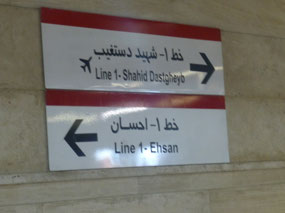 خط ۱- شهید دستغیب
Line 1- Shahid Dastgheyb
خط ۱- احسان
Line 1- Ehsan